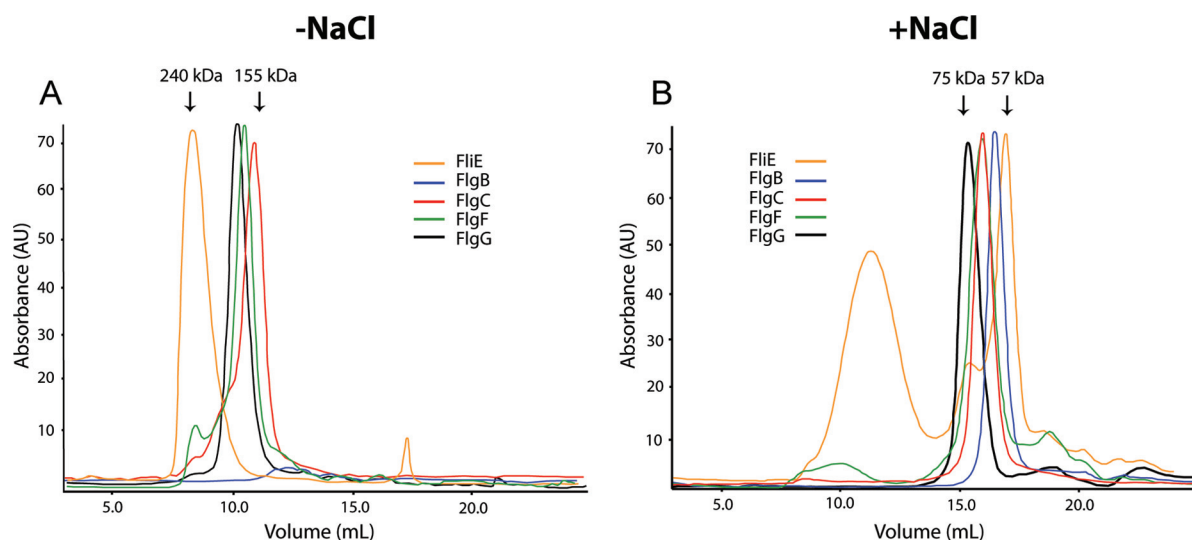 -NaCl
+NaCl
A
240 kDa
155 kDa
70
60
50
40
30
20
10
Absorbance (AU)
FliE
FlgB
FlgC
FlgF
FlgG
5.0
10.0
15.0
20.0
Volume (mL)
B
75 kDa
57 kDa
70
60
50
40
30
20
10
Absorbance (AU)
FliE
FlgB
FlgC
FlgF
FlgG
5.0
10.0
15.0
20.0
Volume (mL)